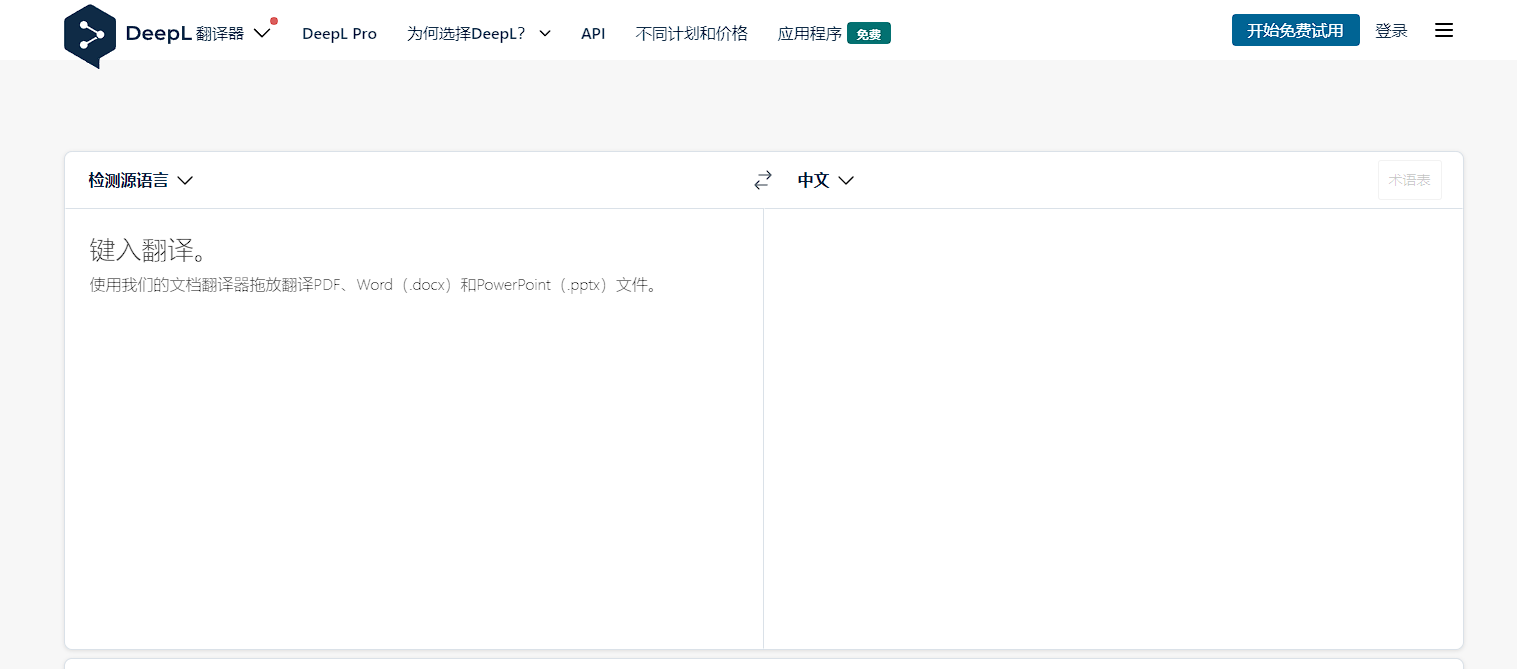 DeepL 翻译器 DeepL Pro 为何选择DeepL? API 不同计划和价格 应用程序 免费 开始免费试用 登录
检测源语言 中文 术语表
键入翻译。
使用我们的文档翻译器拖放翻译PDF、Word（.docx）和PowerPoint（.pptx）文件。